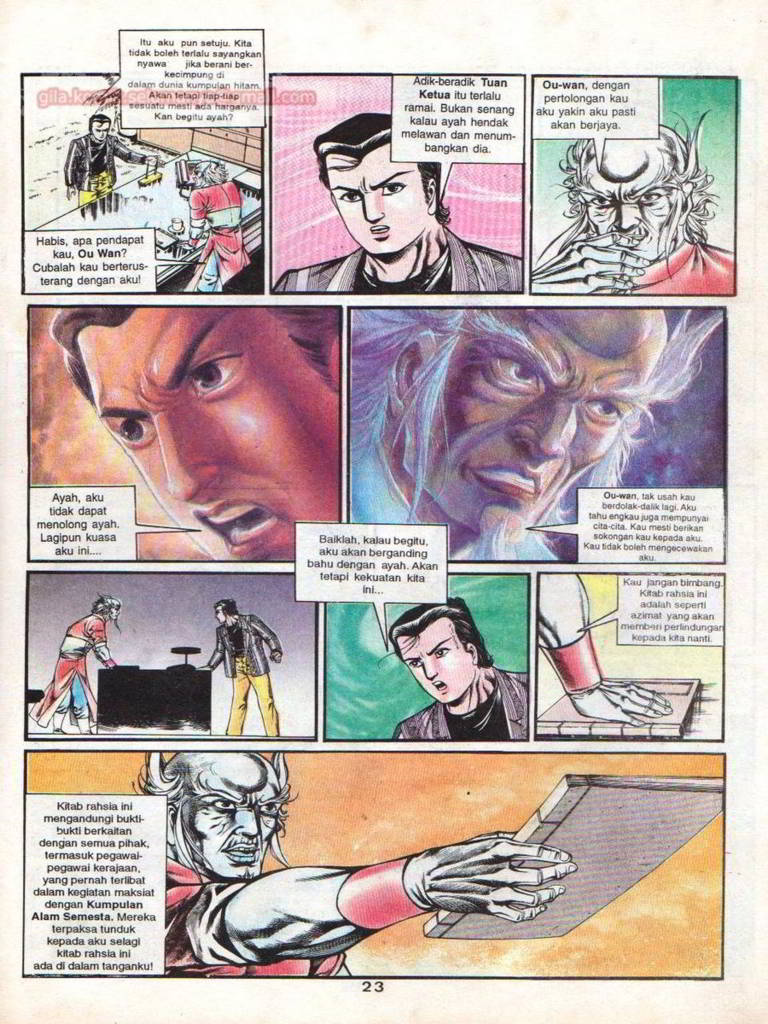 Itu aku pun setuju. Kita
tidak boleh terlalu sayangkan
nyawa jika berani ber-
kecimpung di
dalam dunia kumpulan hitam.
Akan tetapi tiap-tiap
sesuatu mesti ada harganya.
Kan begitu ayah?
Habis, apa pendapat
kau, Ou Wan?
Cubalah kau berterus-
terang dengan aku!
Adik-beradik Tuan
Ketua itu terlalu
ramai. Bukan senang
kalau ayah hendak
melawan dan menum-
bangkan dia.
Ou-wan, dengan
pertolongan kau
aku yakin aku pasti
akan berjaya.
Ayah, aku
tidak dapat
menolong ayah.
Lagipun kuasa
aku ini....
Ou-wan, tak usah kau
berdolak-dalik lagi. Aku
tahu engkau juga mempunyai
cita-cita. Kau mesti berikan
sokongan kau kepada aku.
Kau tidak boleh mengecewakan
aku.
Baiklah, kalau begitu,
aku akan berganding
bahu dengan ayah. Akan
tetapi kekuatan kita
ini...
Kau jangan bimbang.
Kitab rahsia ini
adalah seperti
azimat yang akan
memberi perlindungan
kepada kita nanti.
Kitab rahsia ini
mengandungi bukti-
bukti berkaitan
dengan semua pihak,
termasuk pegawai-
pegawai kerajaan,
yang pernah terlibat
dalam kegiatan maksiat
dengan Kumpulan
Alam Semesta. Mereka
terpaksa tunduk
kepada aku selagi
kitab rahsia ini
ada di dalam tanganku!
23